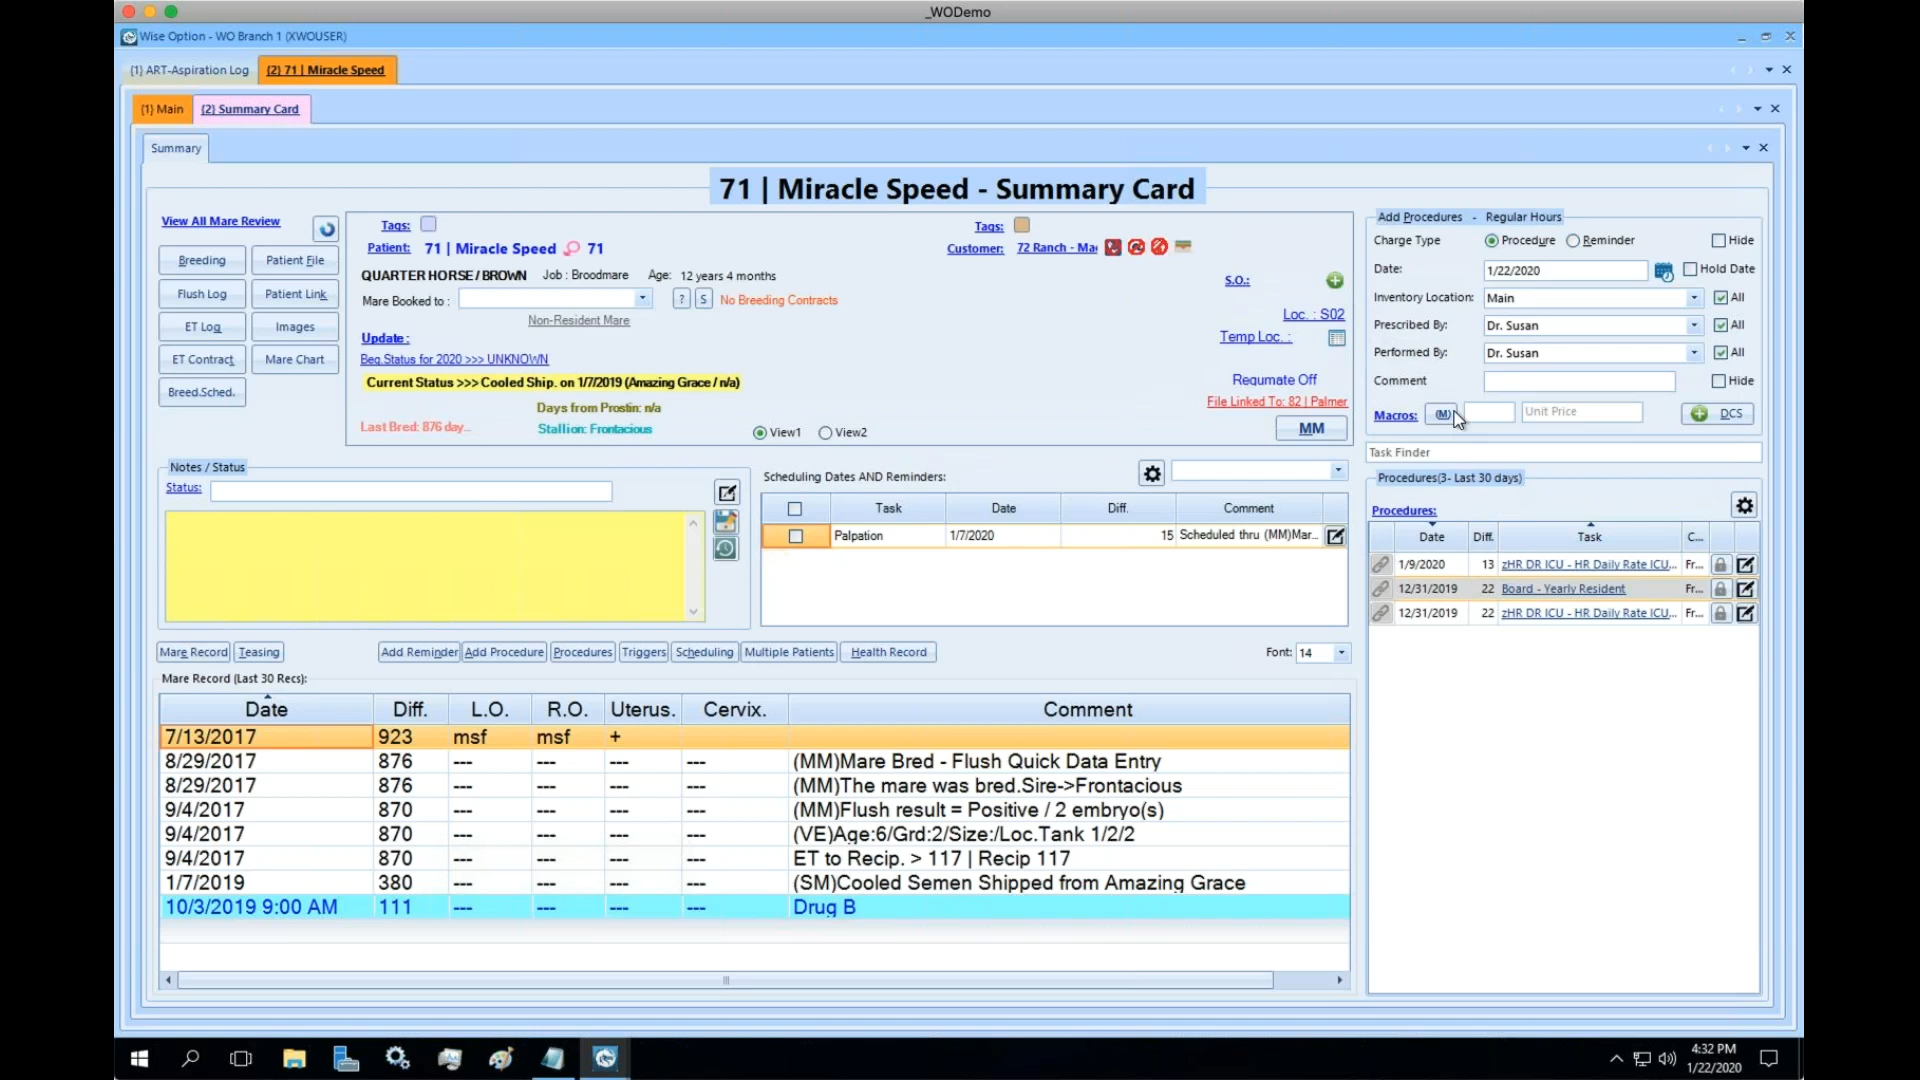 _WODemo
Wise Option - WO Branch 1 (XWOUSER)
{1} ART-Aspiration Log
{2} 71 | Miracle Speed
{1} Main
{2} Summary Card
Summary
71 | Miracle Speed - Summary Card
View All Mare Review
Breeding
Patient File
Flush Log
Patient Link
ET Log
Images
ET Contract
Mare Chart
Breed.Sched.
Tags:
Patient: 71 | Miracle Speed 71
QUARTER HORSE / BROWN Job : Broodmare Age: 12 years 4 months
Mare Booked to : ? S No Breeding Contracts
Non-Resident Mare
Update :
Beg.Status for 2020 >>> UNKNOWN
Current Status >>> Cooled Ship. on 1/7/2019 (Amazing Grace / n/a)
Days from Prostin: n/a
Last Bred: 876 day...
Stallion: Frontacious
View1
View2
Tags:
Customer: 72 Ranch - Ma
S.O.:
Loc. : S02
Temp Loc. :
Regumate Off
File Linked To: 82 | Palmer
MM
Add Procedures - Regular Hours
Charge Type Procedure Reminder Hide
Date: 1/22/2020 Hold Date
Inventory Location: Main All
Prescribed By: Dr. Susan All
Performed By: Dr. Susan All
Comment Hide
Macros: (M) Unit Price DCS
Task Finder
Notes / Status
Status:
Scheduling Dates AND Reminders:
Task Date Diff. Comment
Palpation 1/7/2020 15 Scheduled thru (MM)Mar...
Procedures(3- Last 30 days)
Procedures:
Date Diff. Task C...
1/9/2020 13 zHR DR ICU - HR Daily Rate ICU... Fr...
12/31/2019 22 Board - Yearly Resident Fr...
12/31/2019 22 zHR DR ICU - HR Daily Rate ICU... Fr...
Mare Record
Teasing
Add Reminder
Add Procedure
Procedures
Triggers
Scheduling
Multiple Patients
Health Record
Font: 14
Mare Record (Last 30 Recs):
Date Diff. L.O. R.O. Uterus. Cervix. Comment
7/13/2017 923 msf msf +
8/29/2017 876 --- --- --- --- (MM)Mare Bred - Flush Quick Data Entry
8/29/2017 876 --- --- --- --- (MM)The mare was bred.Sire->Frontacious
9/4/2017 870 --- --- --- --- (MM)Flush result = Positive / 2 embryo(s)
9/4/2017 870 --- --- --- --- (VE)Age:6/Grd:2/Size:/Loc.Tank 1/2/2
9/4/2017 870 --- --- --- --- ET to Recip. > 117 | Recip 117
1/7/2019 380 --- --- --- --- (SM)Cooled Semen Shipped from Amazing Grace
10/3/2019 9:00 AM 111 --- --- --- --- Drug B
4:32 PM
1/22/2020